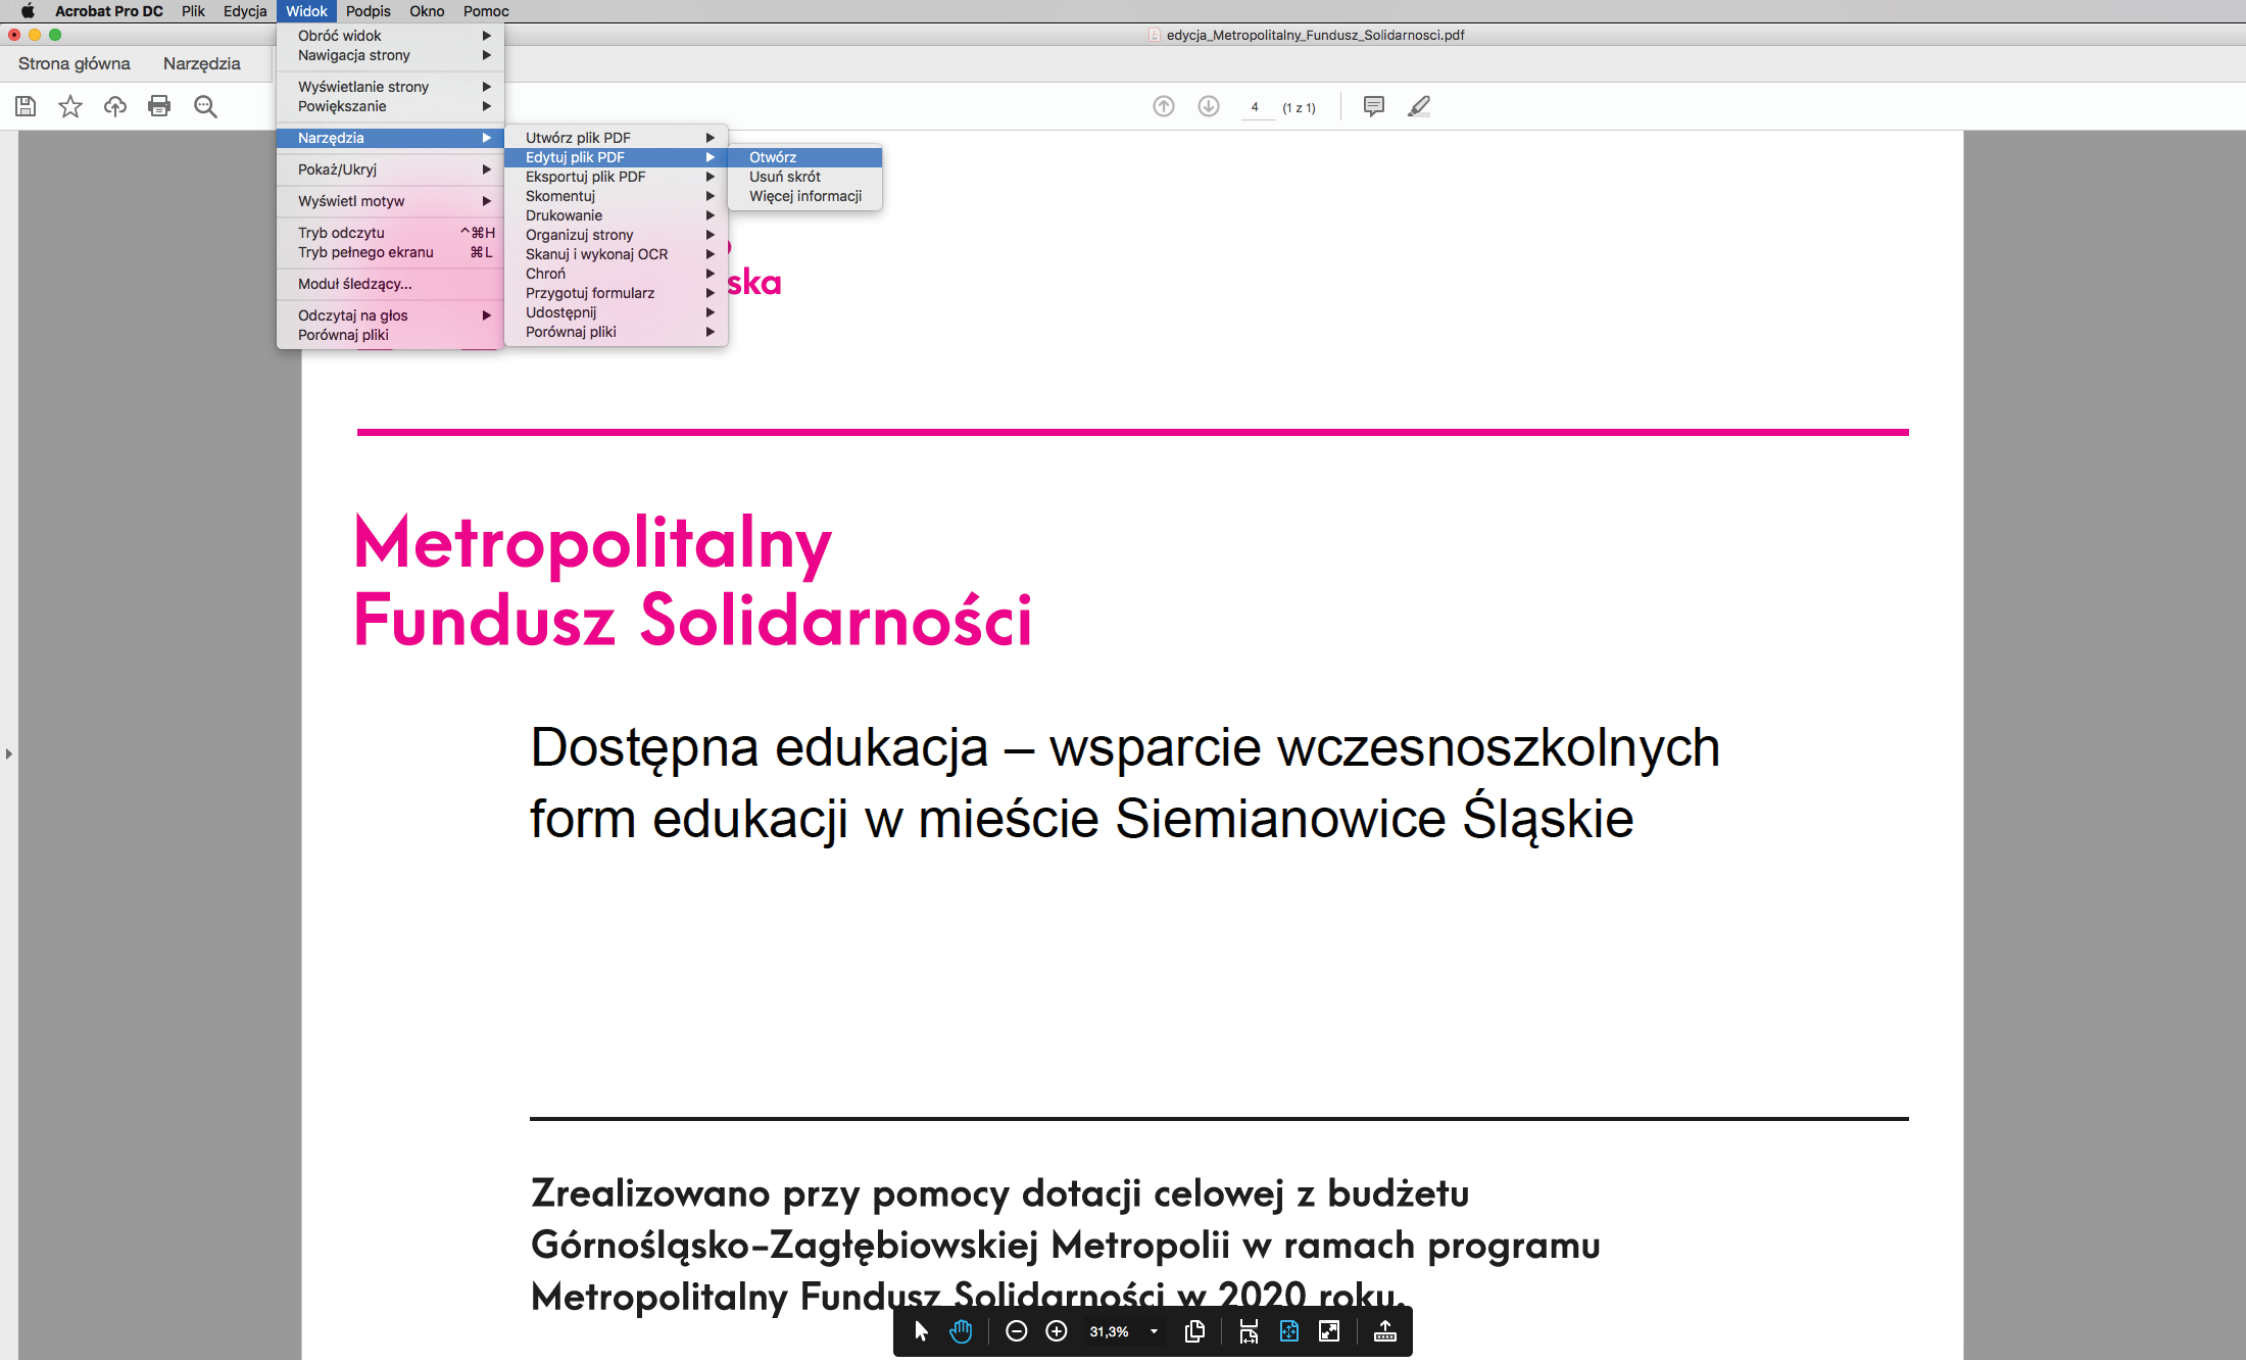 Acrobat Pro DC Plik Edycja Widok Podpis Okno Pomoc
edycja_Metropolitalny_Fundusz_Solidarnosci.pdf
Strona główna Narzędzia
4 (1 z 1)
Obróć widok
Nawigacja strony
Wyświetlanie strony
Powiększanie
Narzędzia
Pokaż/Ukryj
Wyświetl motyw
Tryb odczytu ^⌘H
Tryb pełnego ekranu ⌘L
Moduł śledzący...
Odczytaj na głos
Porównaj pliki
Utwórz plik PDF
Edytuj plik PDF
Eksportuj plik PDF
Skomentuj
Drukowanie
Organizuj strony
Skanuj i wykonaj OCR
Chroń
Przygotuj formularz
Udostępnij
Porównaj pliki
Otwórz
Usuń skrót
Więcej informacji
ska
Metropolitalny
Fundusz Solidarności
Dostępna edukacja – wsparcie wczesnoszkolnych
form edukacji w mieście Siemianowice Śląskie
Zrealizowano przy pomocy dotacji celowej z budżetu
Górnośląsko-Zagłębiowskiej Metropolii w ramach programu
Metropolitalny Fundusz Solidarności w 2020 roku.
31,3%